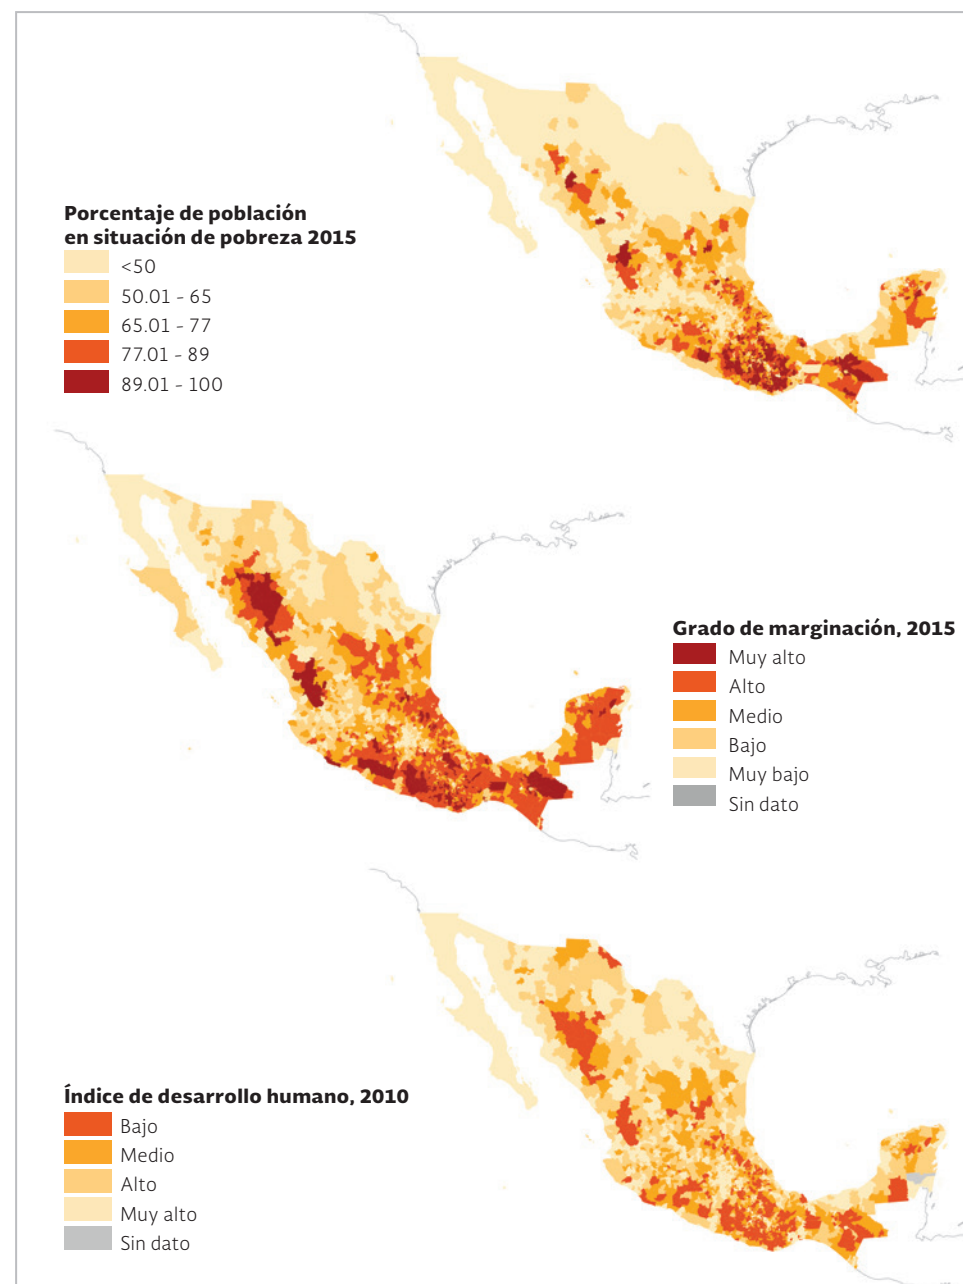 Porcentaje de población
en situación de pobreza 2015
<50
50.01 - 65
65.01 - 77
77.01 - 89
89.01 - 100
Grado de marginación, 2015
Muy alto
Alto
Medio
Bajo
Muy bajo
Sin dato
Índice de desarrollo humano, 2010
Bajo
Medio
Alto
Muy alto
Sin dato